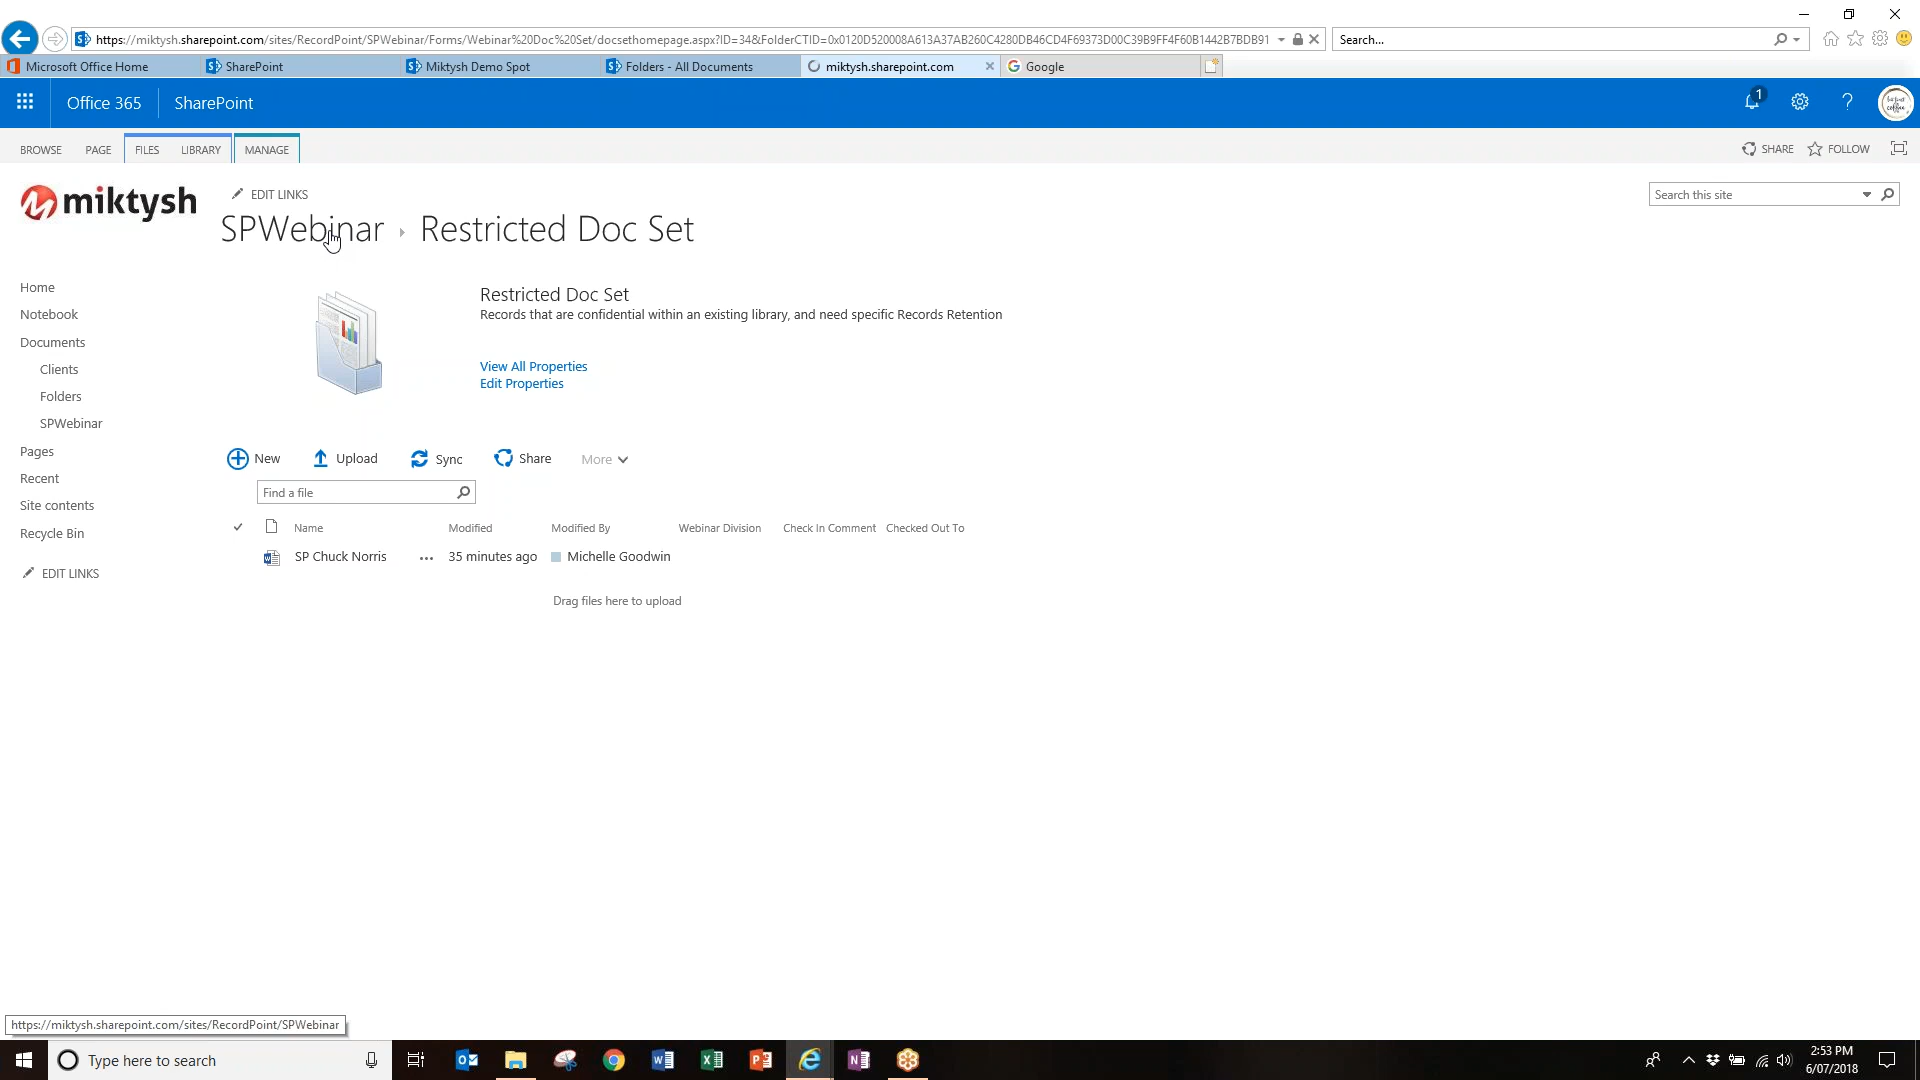 https://miktysh.sharepoint.com/sites/RecordPoint/SPWebinar/Forms/Webinar%20Doc%20Set/docsethomepage.aspx?ID=34&FolderCTID=0x0120D520008A613A37AB260C4280DB46CD4F69373D00C39B9FF4F60B1442B7BDB91
Search...
Microsoft Office Home
SharePoint
Miktysh Demo Spot
Folders - All Documents
miktysh.sharepoint.com
Google
Office 365
SharePoint
1
?
BROWSE
PAGE
FILES
LIBRARY
MANAGE
SHARE
FOLLOW
miktysh
EDIT LINKS
Search this site
SPWebinar
Restricted Doc Set
Home
Notebook
Documents
Clients
Folders
SPWebinar
Pages
Recent
Site contents
Recycle Bin
EDIT LINKS
Restricted Doc Set
Records that are confidential within an existing library, and need specific Records Retention
View All Properties
Edit Properties
New
Upload
Sync
Share
More
Find a file
Name
Modified
Modified By
Webinar Division
Check In Comment
Checked Out To
SP Chuck Norris
...
35 minutes ago
Michelle Goodwin
Drag files here to upload
https://miktysh.sharepoint.com/sites/RecordPoint/SPWebinar
Type here to search
2:53 PM
6/07/2018